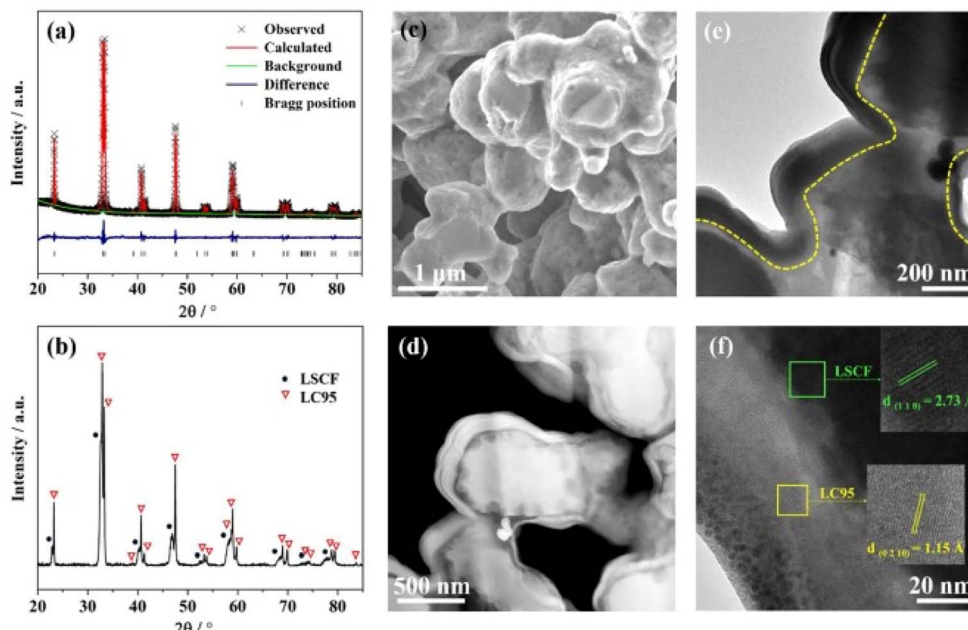 (a)
Observed
Calculated
Background
Difference
Bragg position
Intensity / a.u.
20 30 40 50 60 70 80
2θ / °
(b)
LSCF
LC95
Intensity / a.u.
20 30 40 50 60 70 80
2θ / °
(c)
1 μm
(d)
500 nm
(e)
200 nm
(f)
LSCF
d (1 1 0) = 2.73 Å
LC95
d (0 2 10) = 1.15 Å
20 nm